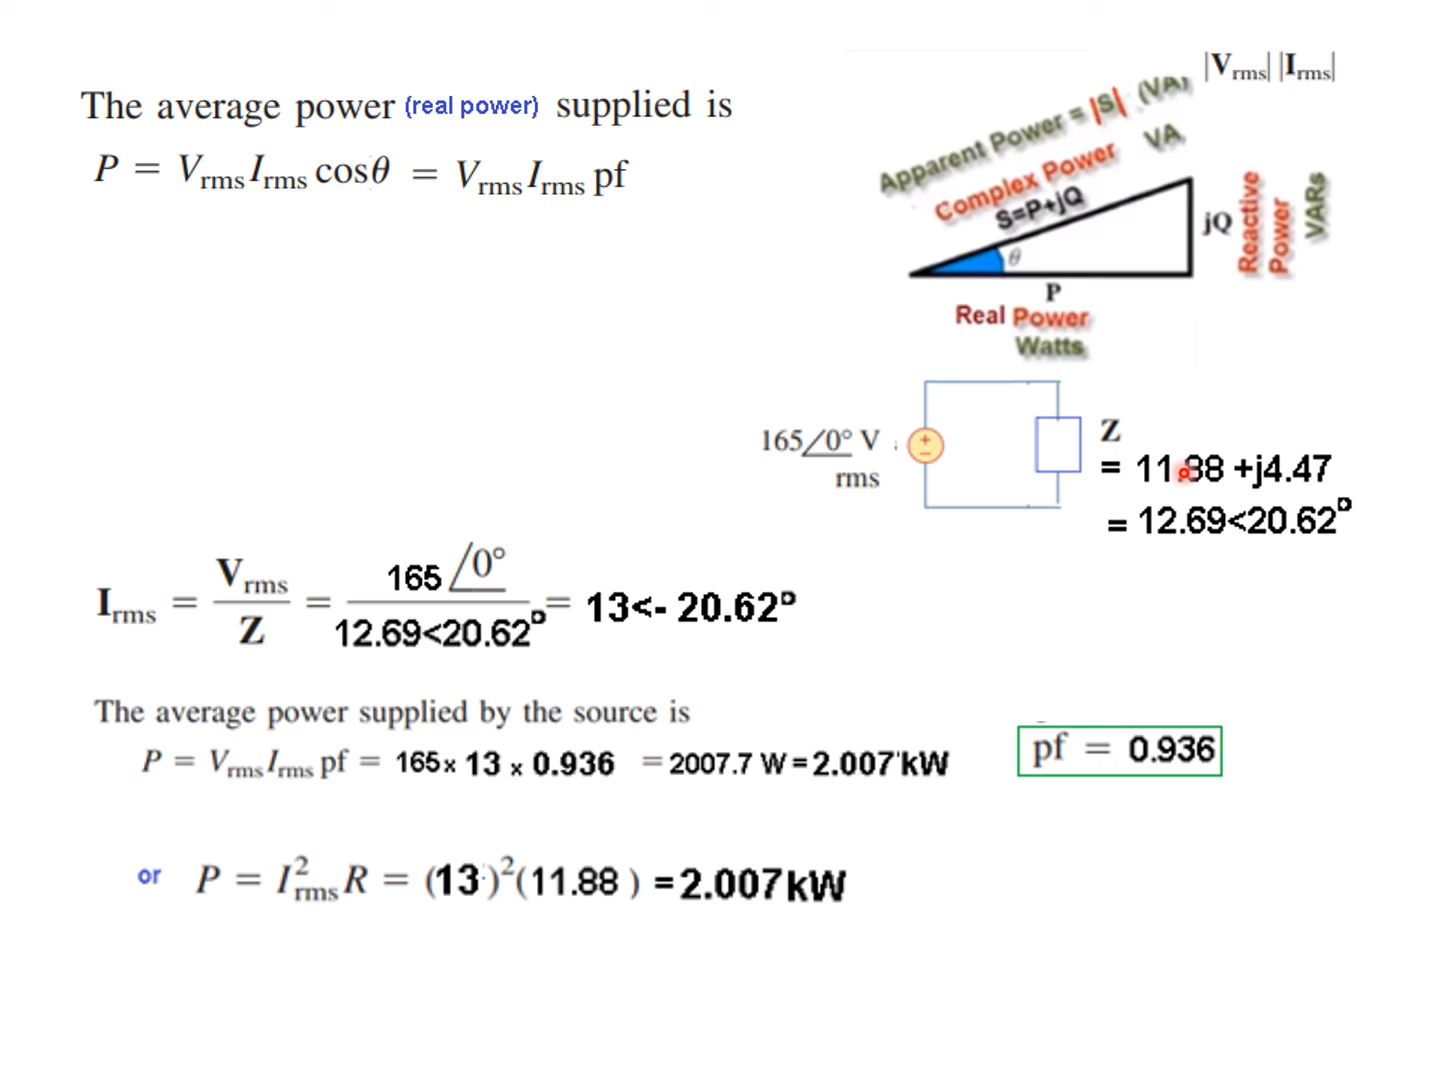 The average power (real power) supplied is
P = VrmsIrms cosθ = VrmsIrms pf
|Vrms| |Irms|
Apparent Power = |S| (VA)
Complex Power VA
S=P+jQ
θ
jQ
Reactive
Power
VARs
P
Real Power
Watts
165∠0° V
rms
+
−
Z
= 11.88 +j4.47
= 12.69<20.62°
Irms = Vrms / Z = 165 ∠0° / 12.69<20.62° = 13<- 20.62°
The average power supplied by the source is
P = VrmsIrms pf = 165 x 13 x 0.936 = 2007.7 W = 2.007 kW
pf = 0.936
or P = I²rms R = (13)²(11.88 ) = 2.007 kW